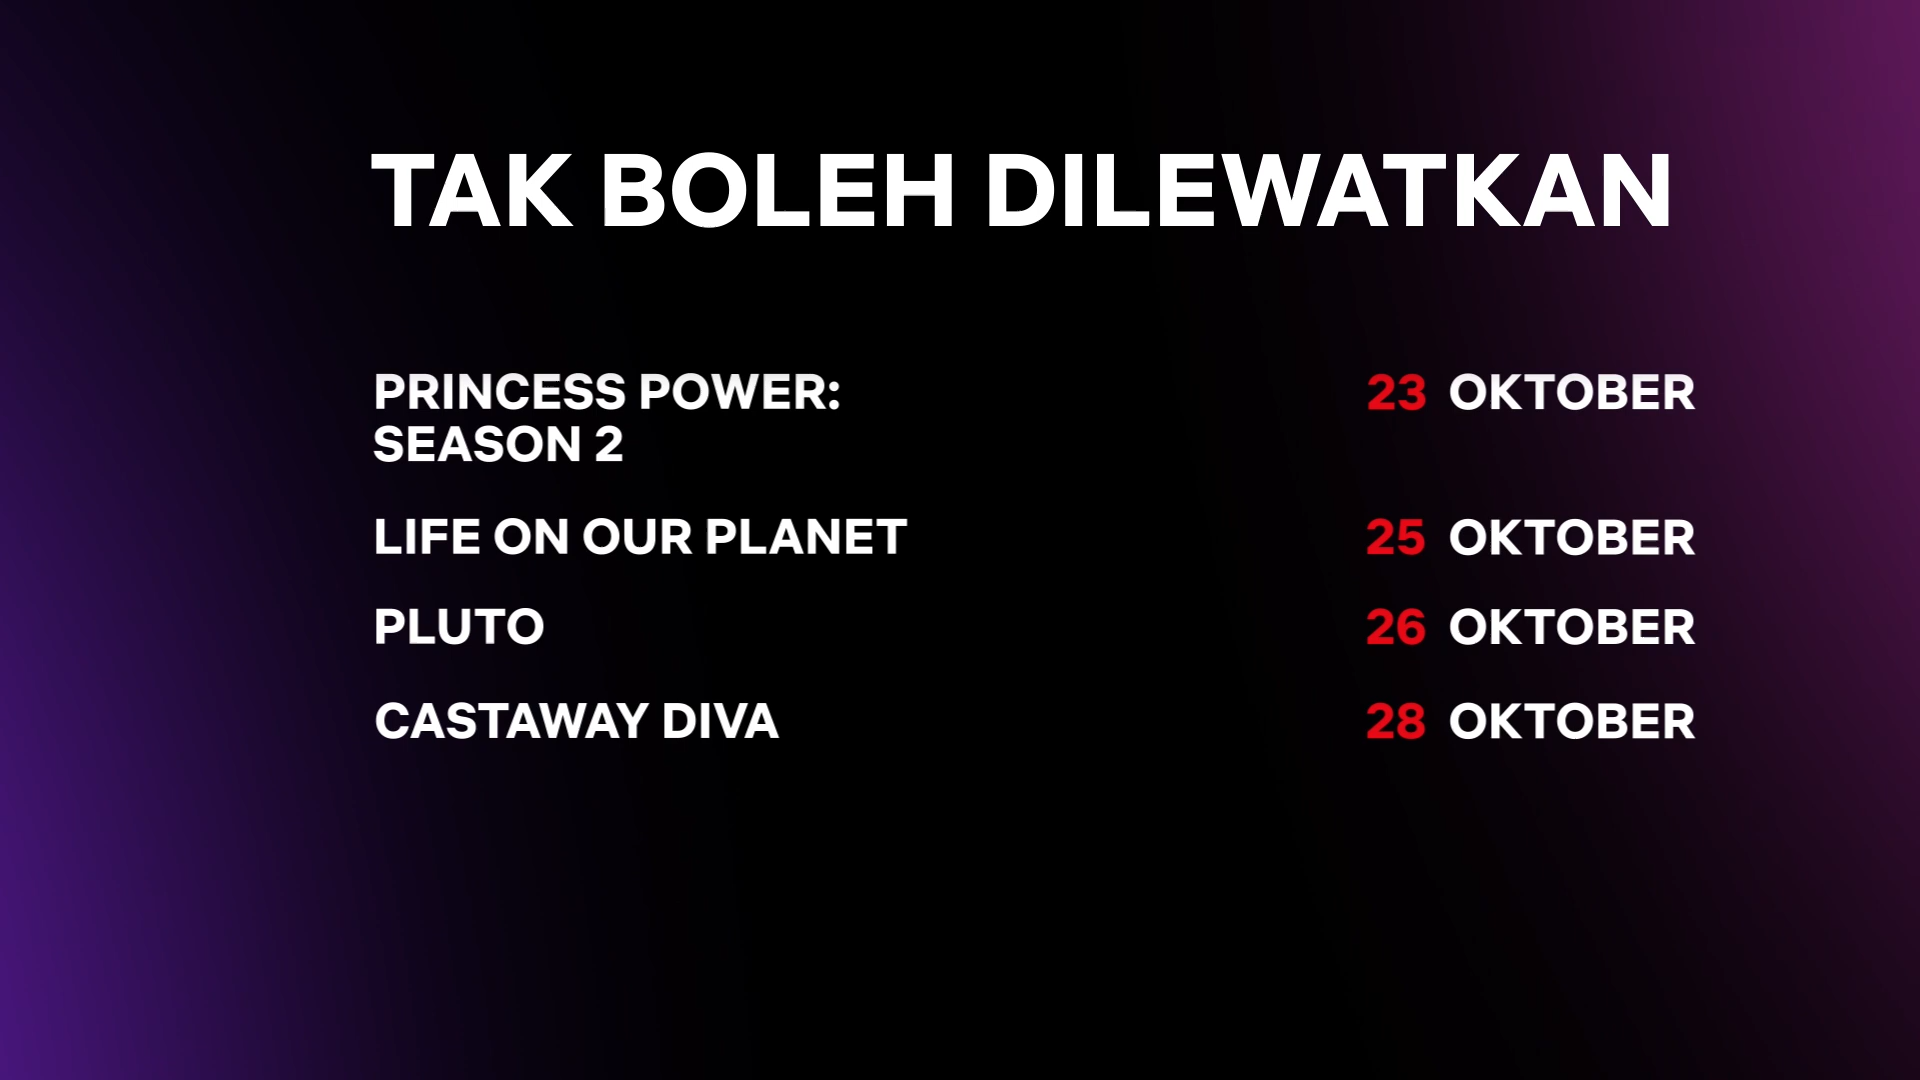 TAK BOLEH DILEWATKAN
PRINCESS POWER: 23 OKTOBER
SEASON 2
LIFE ON OUR PLANET 25 OKTOBER
PLUTO 26 OKTOBER
CASTAWAY DIVA 28 OKTOBER